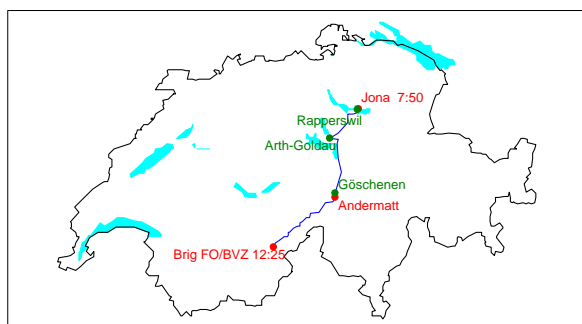 Jona 7:50
Rapperswil
Arth-Goldau
Göschenen
Andermatt
Brig FO/BVZ 12:25